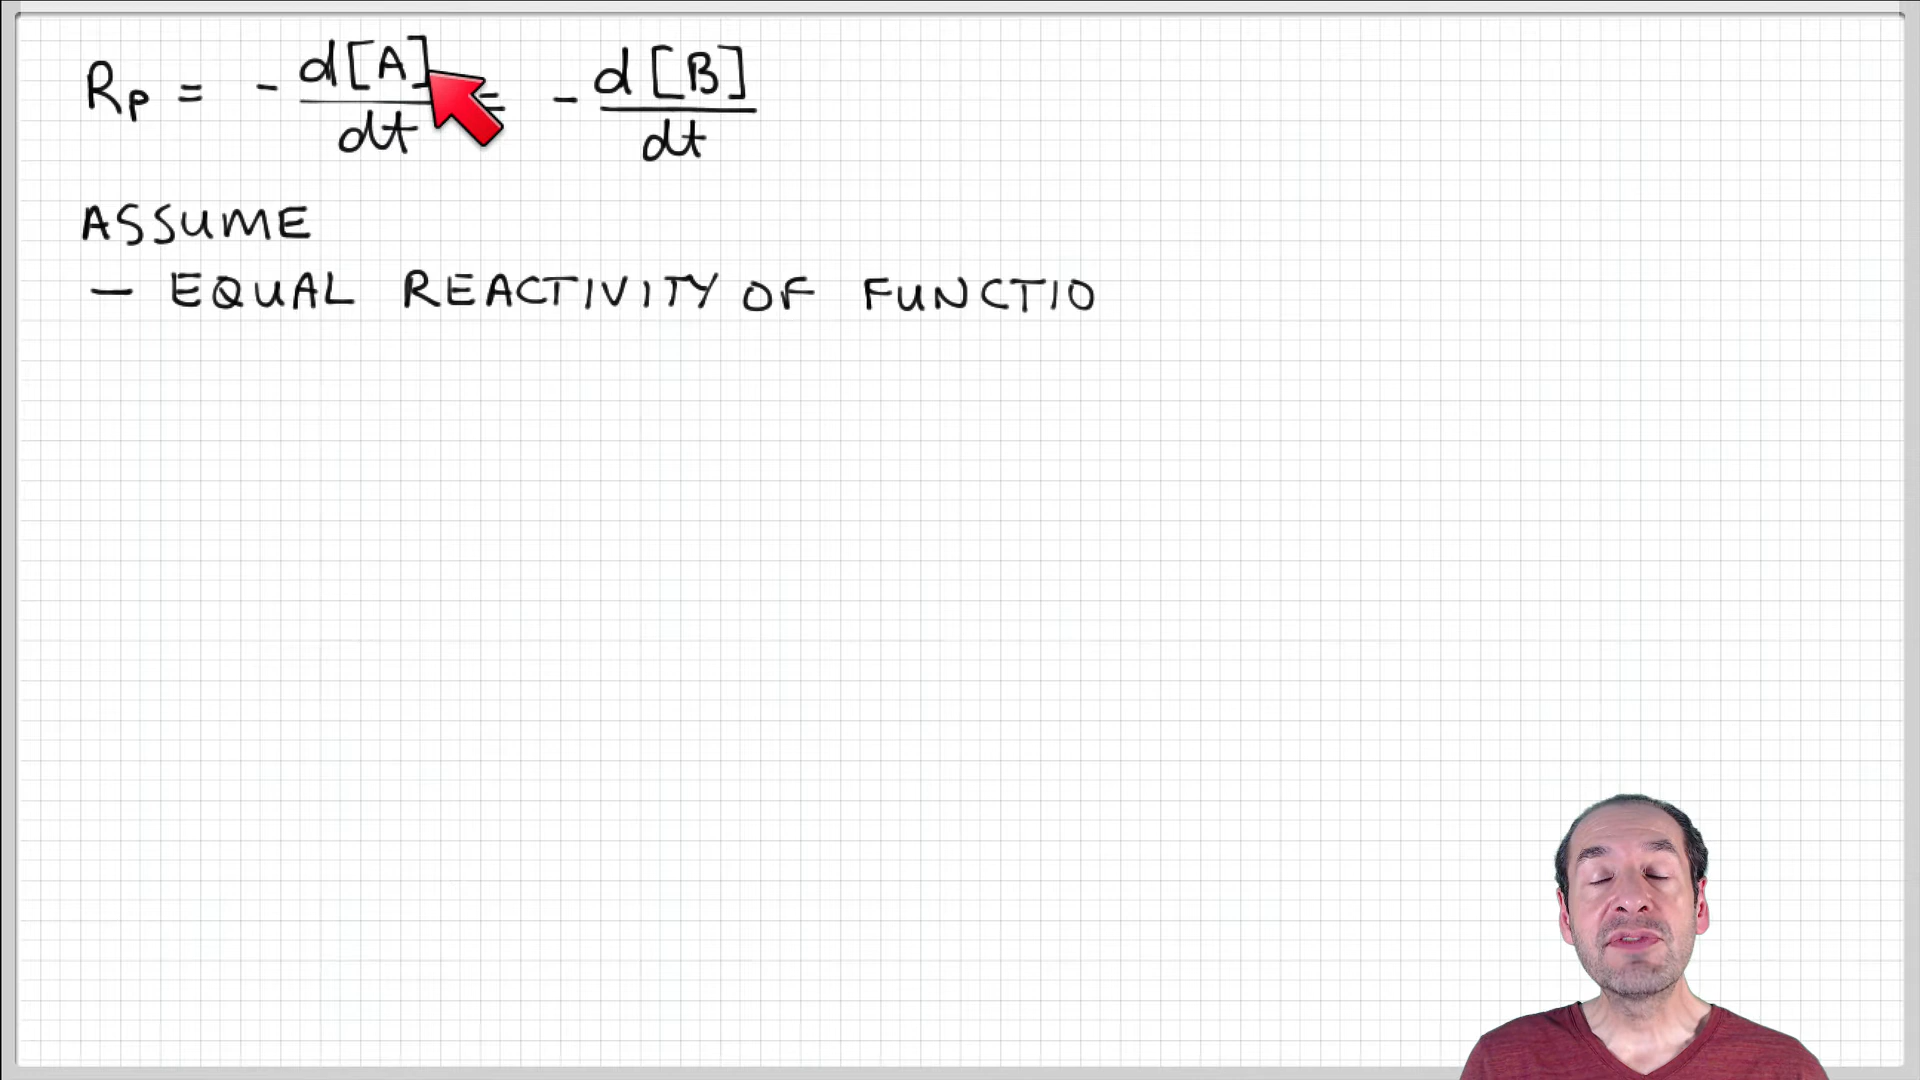 Rp = - d[A]/dt = - d[B]/dt
ASSUME
— EQUAL REACTIVITY OF FUNCTIO